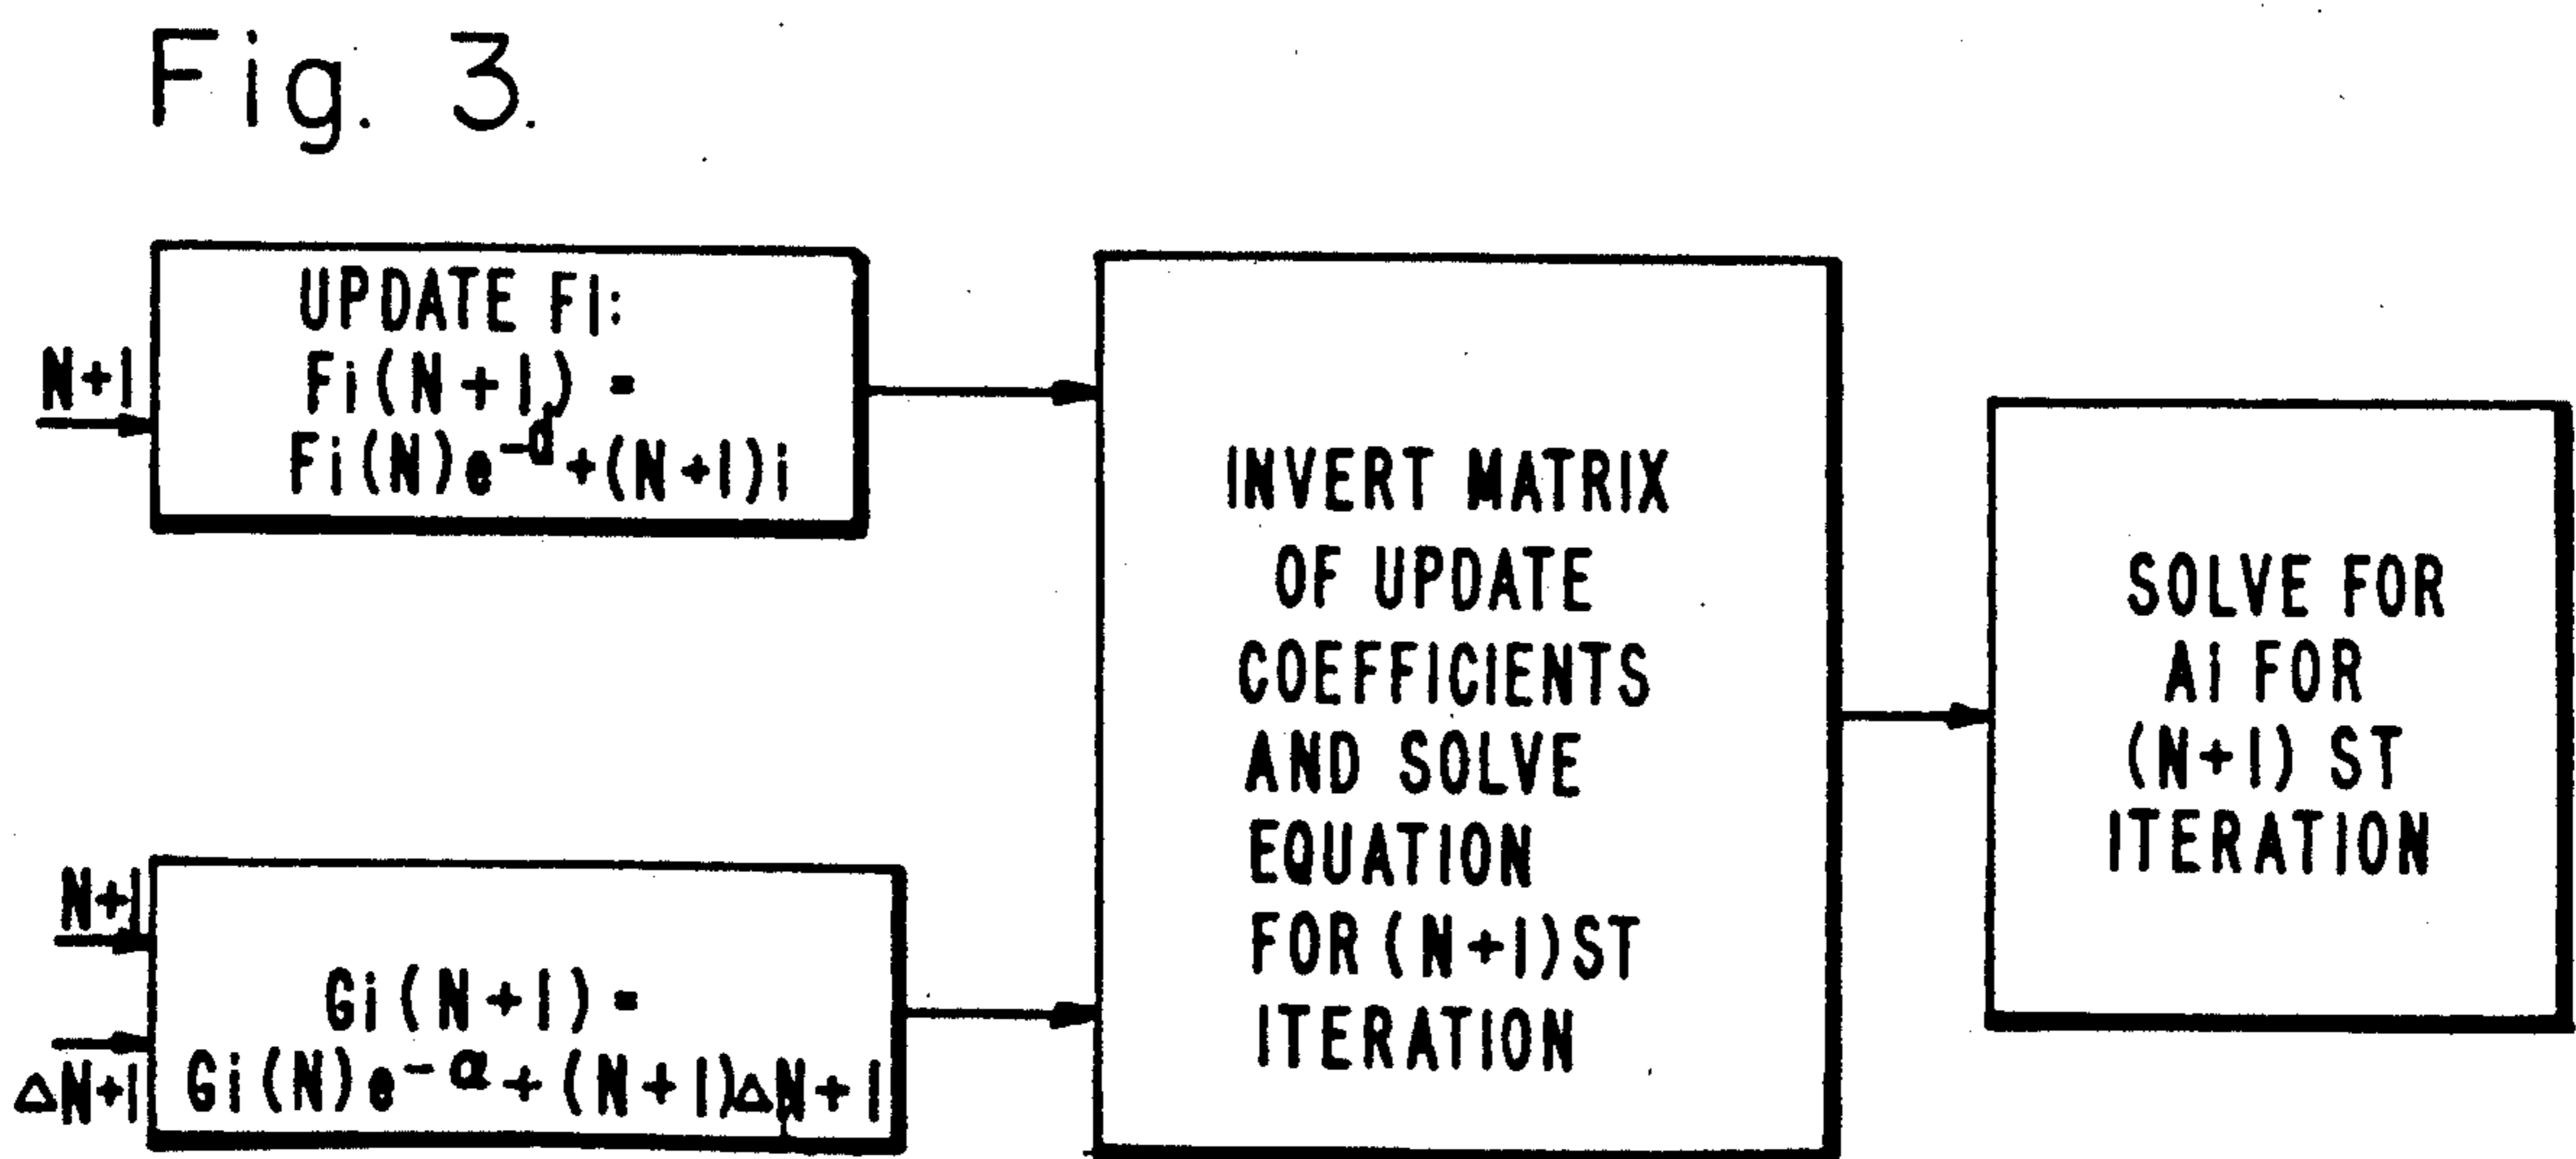 Fig. 3.
N+1
UPDATE FI:
Fi(N+1) =
Fi(N)e^-α+(N+1)i
N+1
ΔN+1
Gi(N+1)=
Gi(N)e^-α+(N+1)ΔN+1
INVERT MATRIX
OF UPDATE
COEFFICIENTS
AND SOLVE
EQUATION
FOR (N+1)ST
ITERATION
SOLVE FOR
Ai FOR
(N+1) ST
ITERATION